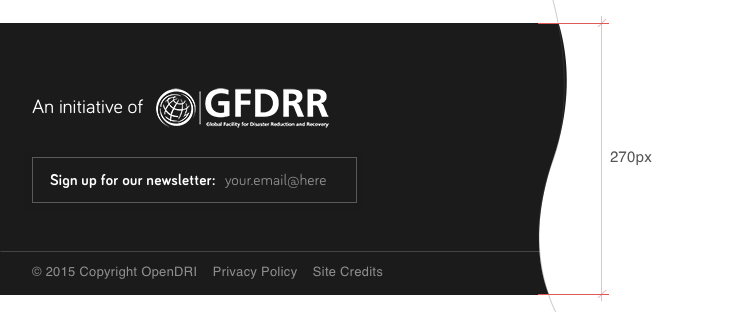 An initiative of GFDRR
Global Facility for Disaster Reduction and Recovery
270px
Sign up for our newsletter: your.email@here
© 2015 Copyright OpenDRI Privacy Policy Site Credits